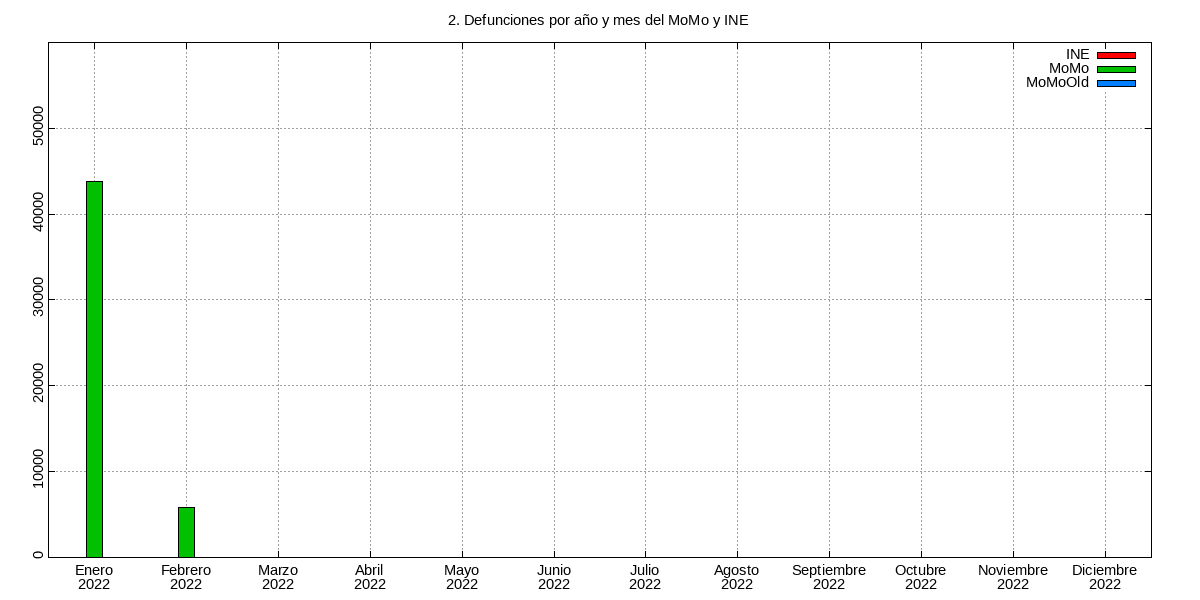 2. Defunciones por año y mes del MoMo y INE
INE
MoMo
MoMoOld
50000
40000
30000
20000
10000
0
Enero Febrero Marzo Abril Mayo Junio Julio Agosto Septiembre Octubre Noviembre Diciembre
2022 2022 2022 2022 2022 2022 2022 2022 2022 2022 2022 2022